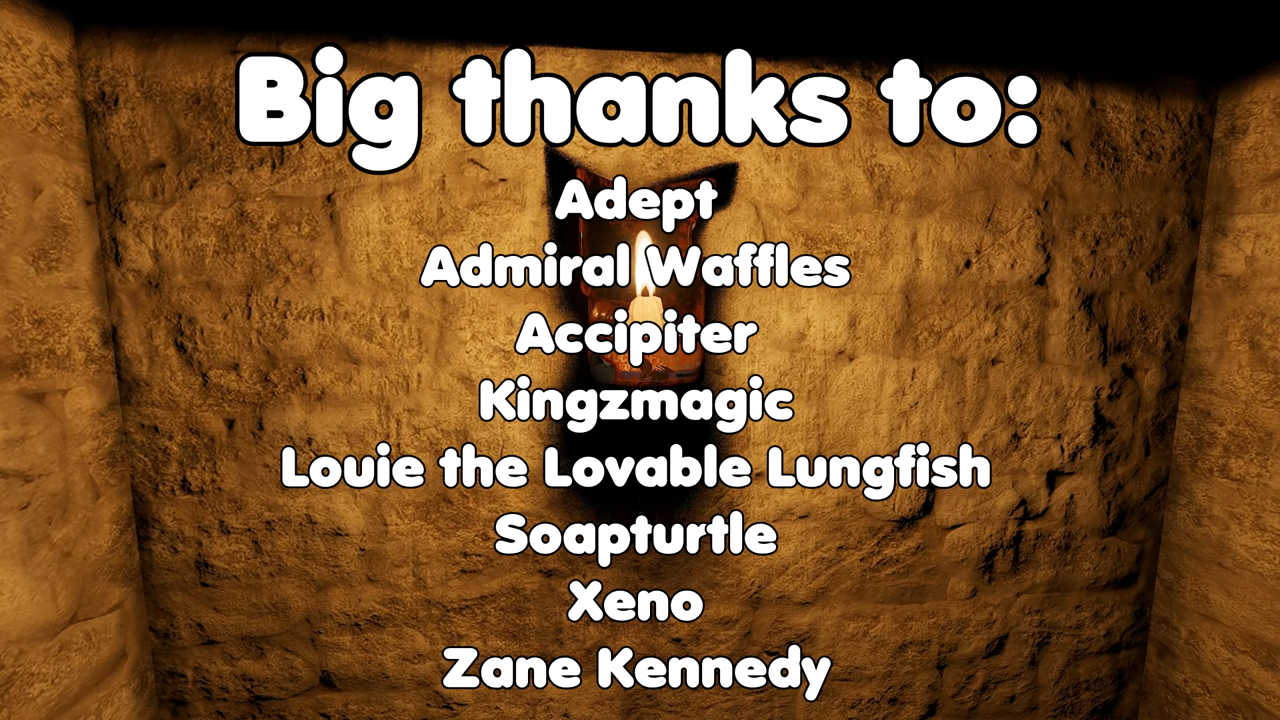 Big thanks to:
Adept
Admiral Waffles
Accipiter
Kingzmagic
Louie the Lovable Lungfish
Soapturtle
Xeno
Zane Kennedy